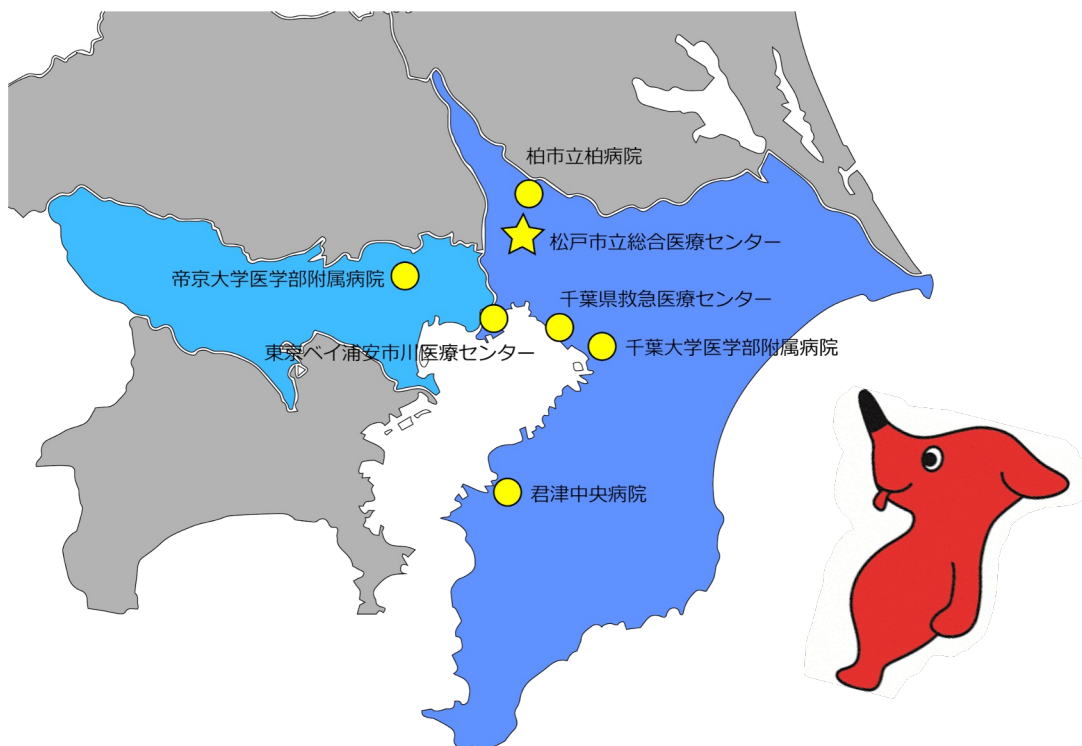 柏市立柏病院
松戸市立総合医療センター
帝京大学医学部附属病院
千葉県救急医療センター
東京ベイ浦安市川医療センター
千葉大学医学部附属病院
君津中央病院